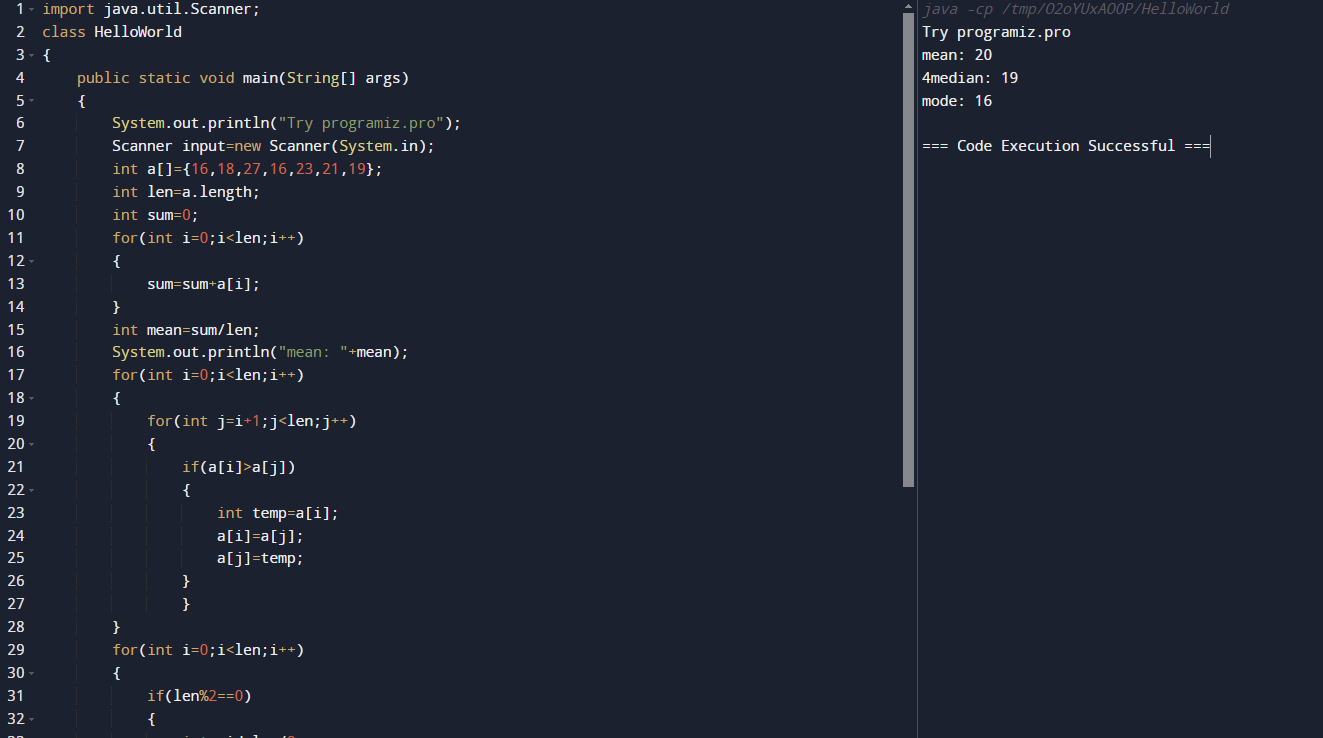 1 import java.util.Scanner;
2 class HelloWorld
3 {
4 public static void main(String[] args)
5 {
6 System.out.println("Try programiz.pro");
7 Scanner input=new Scanner(System.in);
8 int a[]={16,18,27,16,23,21,19};
9 int len=a.length;
10 int sum=0;
11 for(int i=0;i<len;i++)
12 {
13 sum=sum+a[i];
14 }
15 int mean=sum/len;
16 System.out.println("mean: "+mean);
17 for(int i=0;i<len;i++)
18 {
19 for(int j=i+1;j<len;j++)
20 {
21 if(a[i]>a[j])
22 {
23 int temp=a[i];
24 a[i]=a[j];
25 a[j]=temp;
26 }
27 }
28 }
29 for(int i=0;i<len;i++)
30 {
31 if(len%2==0)
32 {
java -cp /tmp/O2oYUxAOOP/HelloWorld
Try programiz.pro
mean: 20
4median: 19
mode: 16
=== Code Execution Successful ===